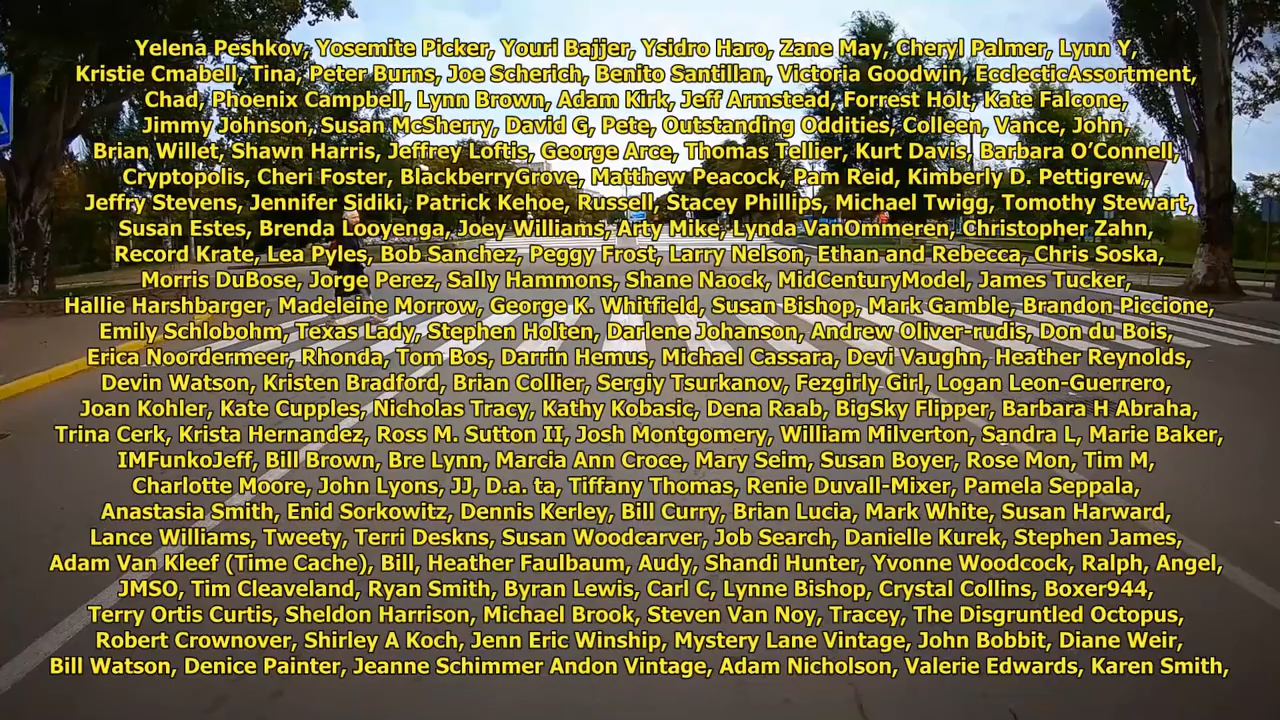 Yelena Peshkov, Yosemite Picker, Youri Bajjer, Ysidro Haro, Zane May, Cheryl Palmer, Lynn Y,
Kristie Cmabell, Tina, Peter Burns, Joe Scherich, Benito Santillan, Victoria Goodwin, EcclecticAssortment,
Chad, Phoenix Campbell, Lynn Brown, Adam Kirk, Jeff Armstead, Forrest Holt, Kate Falcone,
Jimmy Johnson, Susan McSherry, David G, Pete, Outstanding Oddities, Colleen, Vance, John,
Brian Willet, Shawn Harris, Jeffrey Loftis, George Arce, Thomas Tellier, Kurt Davis, Barbara O’Connell,
Cryptopolis, Cheri Foster, BlackberryGrove, Matthew Peacock, Pam Reid, Kimberly D. Pettigrew,
Jeffry Stevens, Jennifer Sidiki, Patrick Kehoe, Russell, Stacey Phillips, Michael Twigg, Tomothy Stewart,
Susan Estes, Brenda Looyenga, Joey Williams, Arty Mike, Lynda VanOmmeren, Christopher Zahn,
Record Krate, Lea Pyles, Bob Sanchez, Peggy Frost, Larry Nelson, Ethan and Rebecca, Chris Soska,
Morris DuBose, Jorge Perez, Sally Hammons, Shane Naock, MidCenturyModel, James Tucker,
Hallie Harshbarger, Madeleine Morrow, George K. Whitfield, Susan Bishop, Mark Gamble, Brandon Piccione,
Emily Schlobohm, Texas Lady, Stephen Holten, Darlene Johanson, Andrew Oliver-rudis, Don du Bois,
Erica Noordermeer, Rhonda, Tom Bos, Darrin Hemus, Michael Cassara, Devi Vaughn, Heather Reynolds,
Devin Watson, Kristen Bradford, Brian Collier, Sergiy Tsurkanov, Fezgirly Girl, Logan Leon-Guerrero,
Joan Kohler, Kate Cupples, Nicholas Tracy, Kathy Kobasic, Dena Raab, BigSky Flipper, Barbara H Abraha,
Trina Cerk, Krista Hernandez, Ross M. Sutton II, Josh Montgomery, William Milverton, Sandra L, Marie Baker,
IMFunkoJeff, Bill Brown, Bre Lynn, Marcia Ann Croce, Mary Seim, Susan Boyer, Rose Mon, Tim M,
Charlotte Moore, John Lyons, JJ, D.a. ta, Tiffany Thomas, Renie Duvall-Mixer, Pamela Seppala,
Anastasia Smith, Enid Sorkowitz, Dennis Kerley, Bill Curry, Brian Lucia, Mark White, Susan Harward,
Lance Williams, Tweety, Terri Deskns, Susan Woodcarver, Job Search, Danielle Kurek, Stephen James,
Adam Van Kleef (Time Cache), Bill, Heather Faulbaum, Audy, Shandi Hunter, Yvonne Woodcock, Ralph, Angel,
JMSO, Tim Cleaveland, Ryan Smith, Byran Lewis, Carl C, Lynne Bishop, Crystal Collins, Boxer944,
Terry Ortis Curtis, Sheldon Harrison, Michael Brook, Steven Van Noy, Tracey, The Disgruntled Octopus,
Robert Crownover, Shirley A Koch, Jenn Eric Winship, Mystery Lane Vintage, John Bobbit, Diane Weir,
Bill Watson, Denice Painter, Jeanne Schimmer Andon Vintage, Adam Nicholson, Valerie Edwards, Karen Smith,